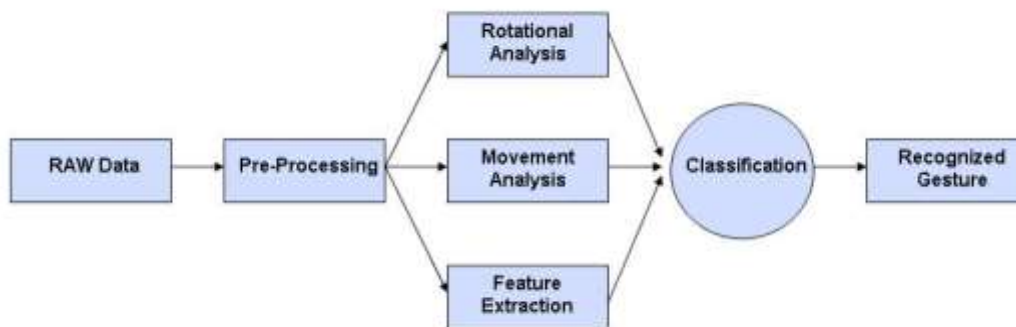 Rotational
Analysis
RAW Data
Pre-Processing
Movement
Analysis
Classification
Recognized
Gesture
Feature
Extraction